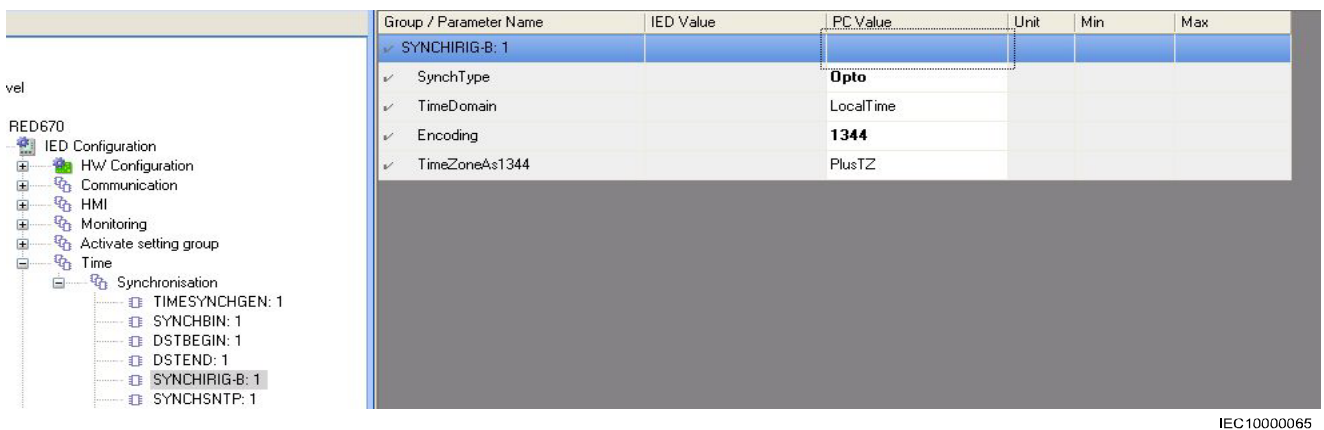 Group / Parameter Name IED Value PC Value Unit Min Max
SYNCHIRIG-B: 1
SynchType Opto
TimeDomain LocalTime
Encoding 1344
TimeZoneAs1344 PlusTZ
vel
RED670
IED Configuration
HW Configuration
Communication
HMI
Monitoring
Activate setting group
Time
Synchronisation
TIMESYNCHGEN: 1
SYNCHBIN: 1
DSTBEGIN: 1
DSTEND: 1
SYNCHIRIG-B: 1
SYNCHSNTP: 1
IEC10000065